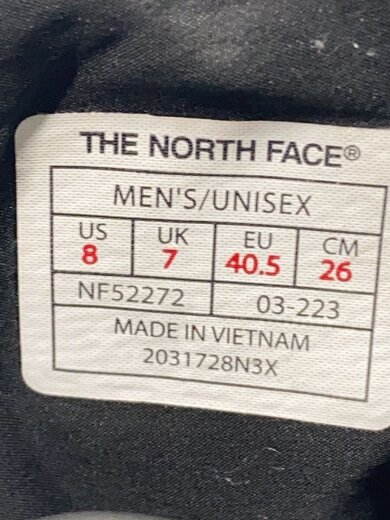 THE NORTH FACE®
MEN'S/UNISEX
US UK EU CM
8 7 40.5 26
NF52272 03-223
MADE IN VIETNAM
2031728N3X